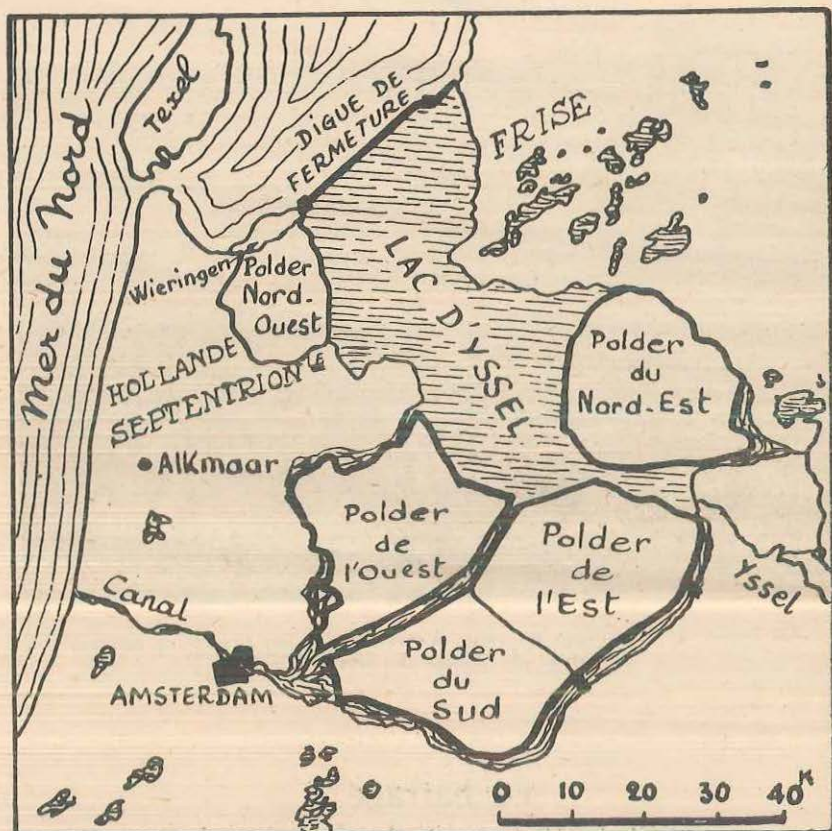 Mer du Nord
Texel
DIGUE DE
FERMETURE
FRISE
LAC D'YSSEL
Wieringen
Polder
Nord-
Ouest
HOLLANDE
SEPTENTRIONLE
Polder
du
Nord-Est
Alkmaar
Polder
de
l'Ouest
Polder
de
l'Est
Yssel
Canal
Polder
du
Sud
AMSTERDAM
0 10 20 30 40K